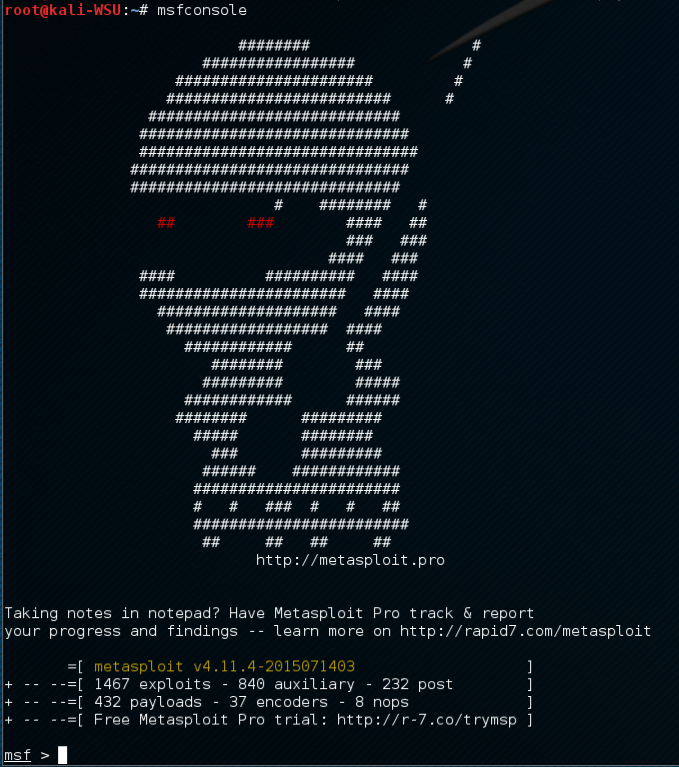 root@kali-WSU:~# msfconsole
                          ########                  #
                      #################            #
                   ######################         #
                  #########################      #
                ############################
               ##############################
               ###############################
              ###############################
              ##############################
                              #    ########   #
                 ##        ###        ####   ##
                                      ###   ###
                                    ####   ###
               ####          ##########   ####
               #######################   ####
                 ####################   ####
                  ##################  ####
                    ############      ##
                       ########        ###
                      #########        #####
                    ############      ######
                   ########      #########
                     #####       ########
                       ###       #########
                      ######    ############
                     #######################
                     #   #   ###  #   #   ##
                     ########################
                      ##     ##   ##     ##
                            http://metasploit.pro
Taking notes in notepad? Have Metasploit Pro track & report
your progress and findings -- learn more on http://rapid7.com/metasploit
       =[ metasploit v4.11.4-2015071403                   ]
+ -- --=[ 1467 exploits - 840 auxiliary - 232 post        ]
+ -- --=[ 432 payloads - 37 encoders - 8 nops             ]
+ -- --=[ Free Metasploit Pro trial: http://r-7.co/trymsp ]
msf >